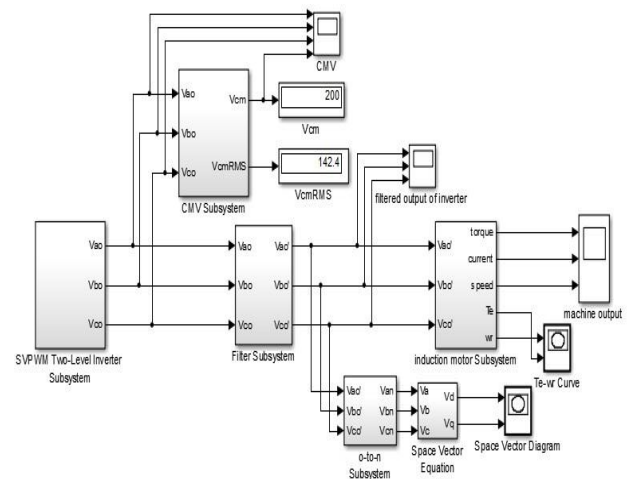 CMV
Vao
Vbo
Vco
Vcm
VcmRMS
CMV Subsystem
200
Vcm
142.4
VcmRMS
filtered output of inverter
Vao
Vbo
Vco
SVPWM Two-Level Inverter
Subsystem
Vao
Vbo
Vco
Vao'
Vbo'
Vco'
Filter Subsystem
Vao'
Vbo'
Vco'
torque
current
speed
Te
wr
induction motor Subsystem
machine output
Te-wr Curve
Vao'
Vbo'
Vco'
Van
Vbn
Vcn
o-to-n
Subsystem
Va
Vb
Vc
Vd
Vq
Space Vector
Equation
Space Vector Diagram